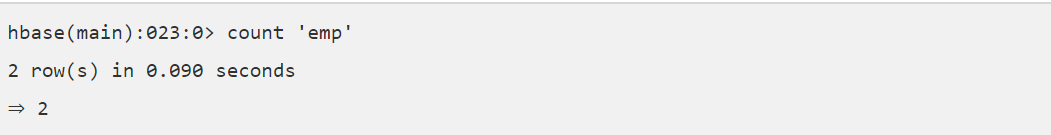 hbase(main):023:0> count 'emp'
2 row(s) in 0.090 seconds
⇒ 2